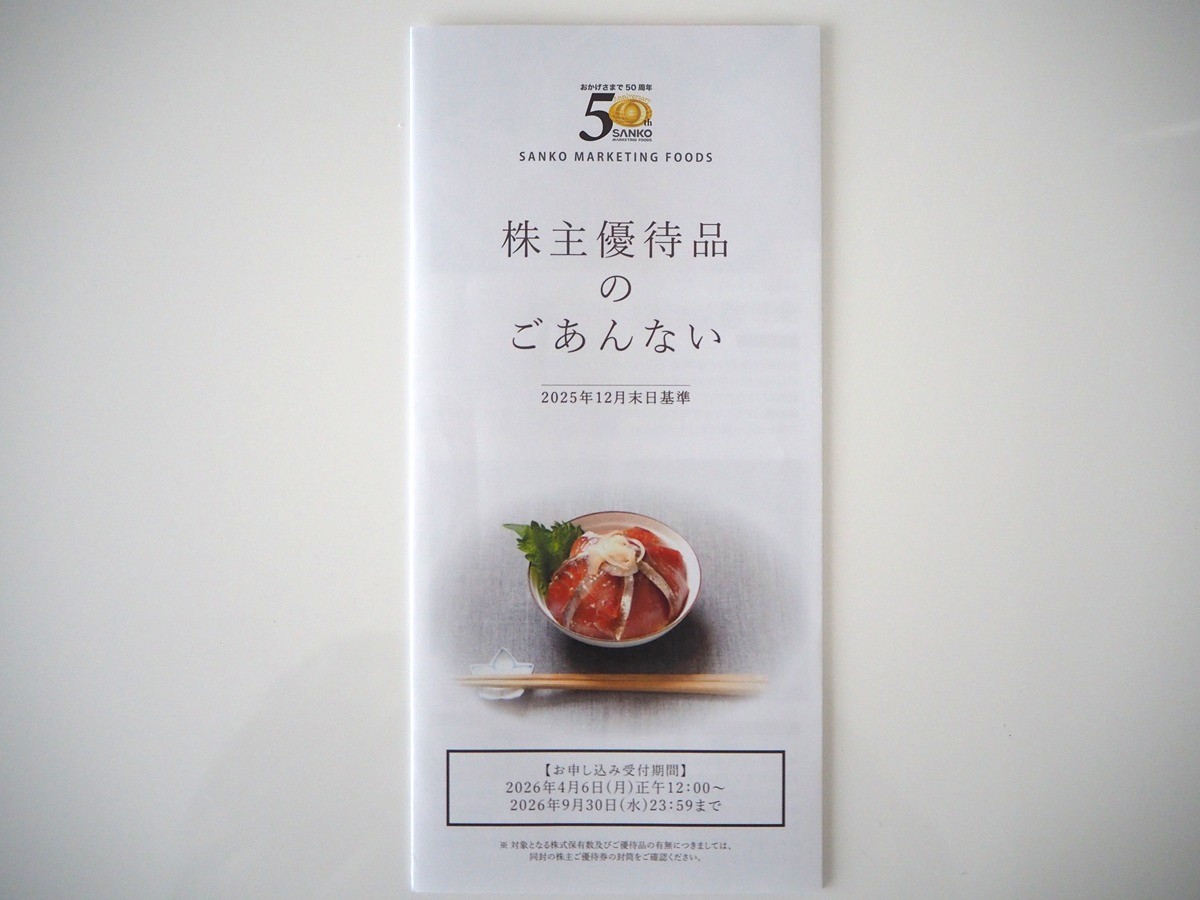 おかげさまで50周年
50th
Anniversary
SANKO
MARKETING FOODS
SANKO MARKETING FOODS
株主優待品
の
ごあんない
2025年12月末日基準
【お申し込み受付期間】
2026年4月6日(月)正午12:00～
2026年9月30日(水)23:59まで
※ 対象となる株式保有数及びご優待品の有無につきましては、
同封の株主ご優待券の封筒をご確認ください。